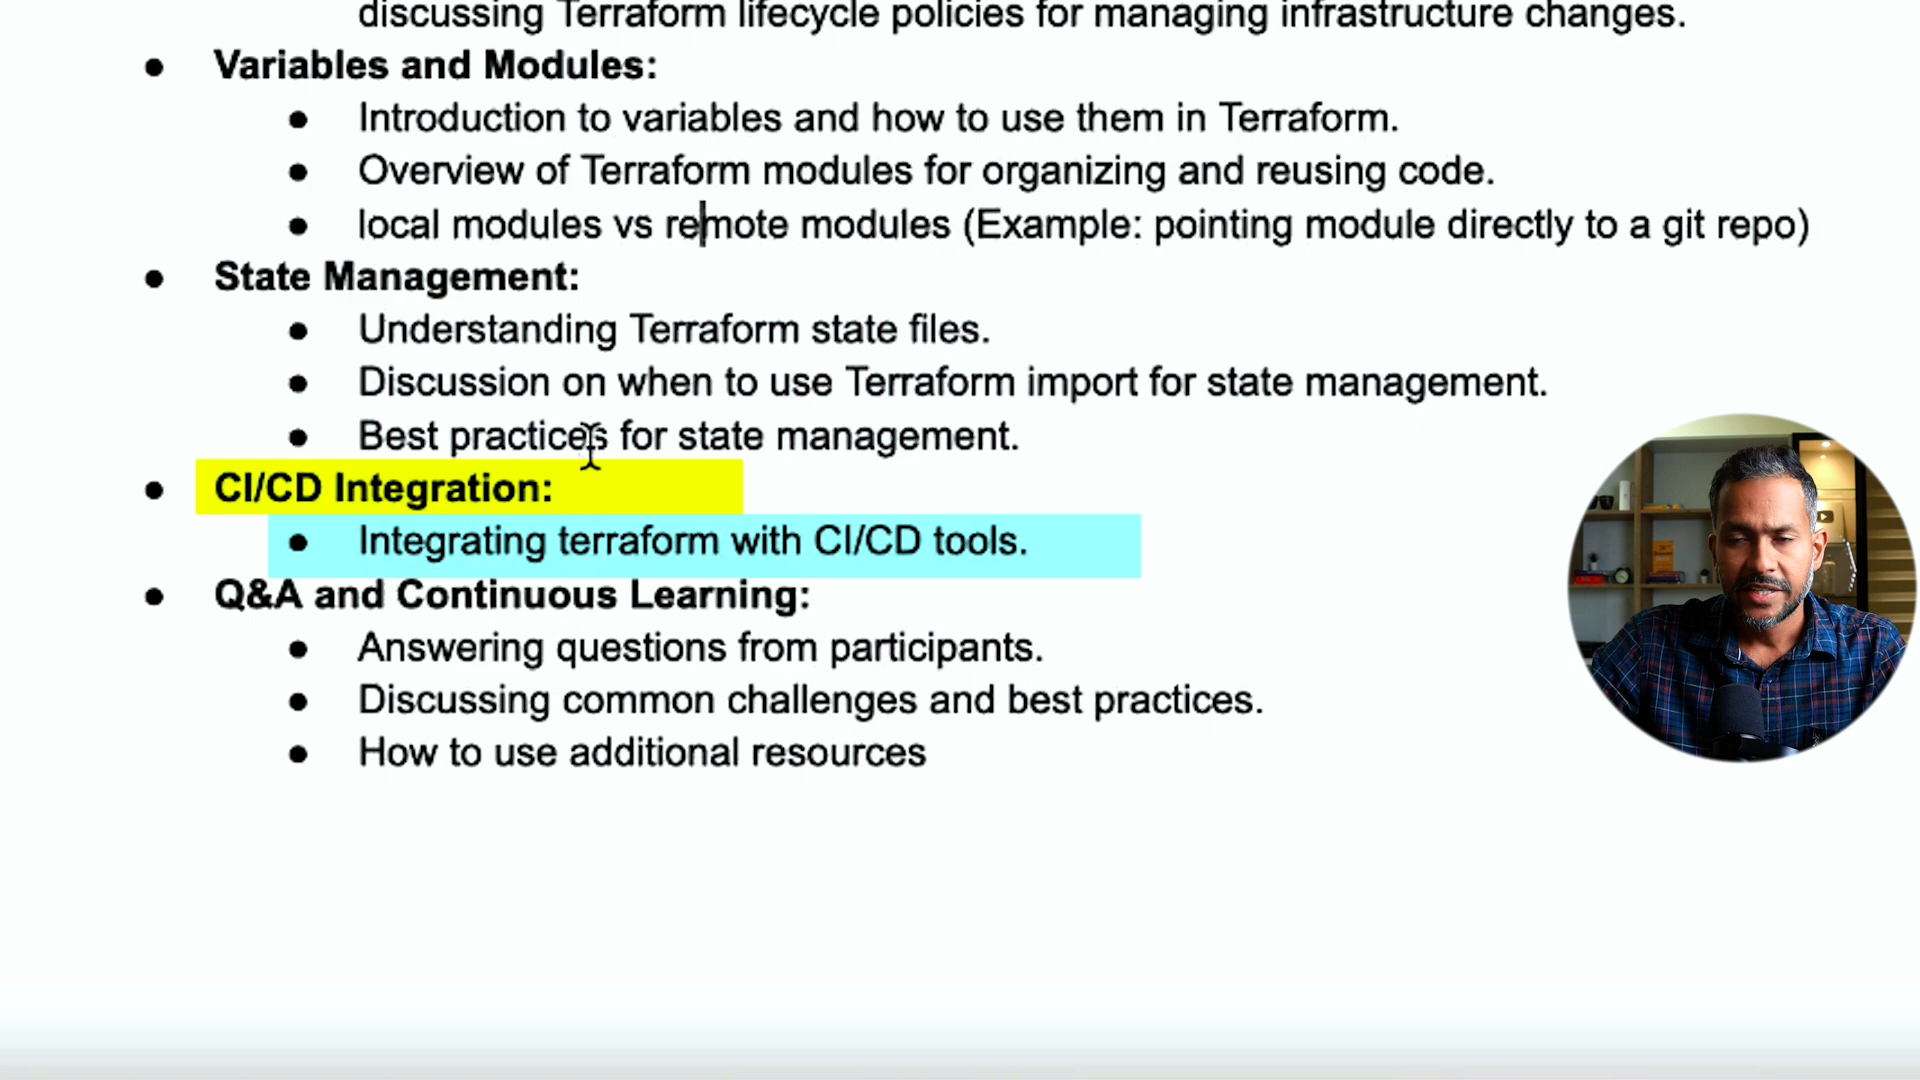 discussing Terraform lifecycle policies for managing infrastructure changes.
● Variables and Modules:
● Introduction to variables and how to use them in Terraform.
● Overview of Terraform modules for organizing and reusing code.
● local modules vs remote modules (Example: pointing module directly to a git repo)
● State Management:
● Understanding Terraform state files.
● Discussion on when to use Terraform import for state management.
● Best practices for state management.
● CI/CD Integration:
● Integrating terraform with CI/CD tools.
● Q&A and Continuous Learning:
● Answering questions from participants.
● Discussing common challenges and best practices.
● How to use additional resources